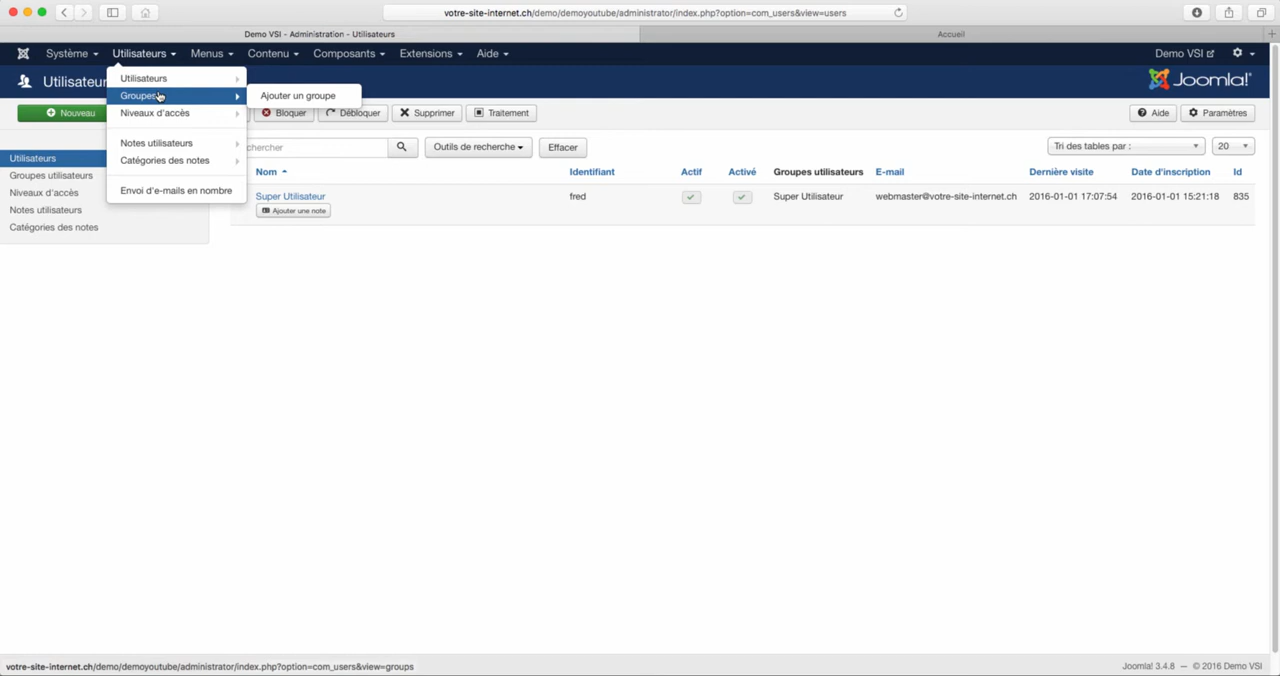 votre-site-internet.ch/demo/demoyoutube/administrator/index.php?option=com_users&view=users
Demo VSI - Administration - Utilisateurs
Accueil
Système
Utilisateurs
Menus
Contenu
Composants
Extensions
Aide
Demo VSI
Utilisateur
Joomla!
Utilisateurs
Groupes
Ajouter un groupe
Niveaux d'accès
Notes utilisateurs
Catégories des notes
Envoi d'e-mails en nombre
Nouveau
Bloquer
Débloquer
Supprimer
Traitement
Aide
Paramètres
Utilisateurs
Groupes utilisateurs
Niveaux d'accès
Notes utilisateurs
Catégories des notes
hercher
Outils de recherche
Effacer
Tri des tables par :
20
Nom
Identifiant
Actif
Activé
Groupes utilisateurs
E-mail
Dernière visite
Date d'inscription
Id
Super Utilisateur
fred
Super Utilisateur
webmaster@votre-site-internet.ch
2016-01-01 17:07:54
2016-01-01 15:21:18
835
Ajouter une note
votre-site-internet.ch/demo/demoyoutube/administrator/index.php?option=com_users&view=groups
Joomla! 3.4.8 — © 2016 Demo VSI